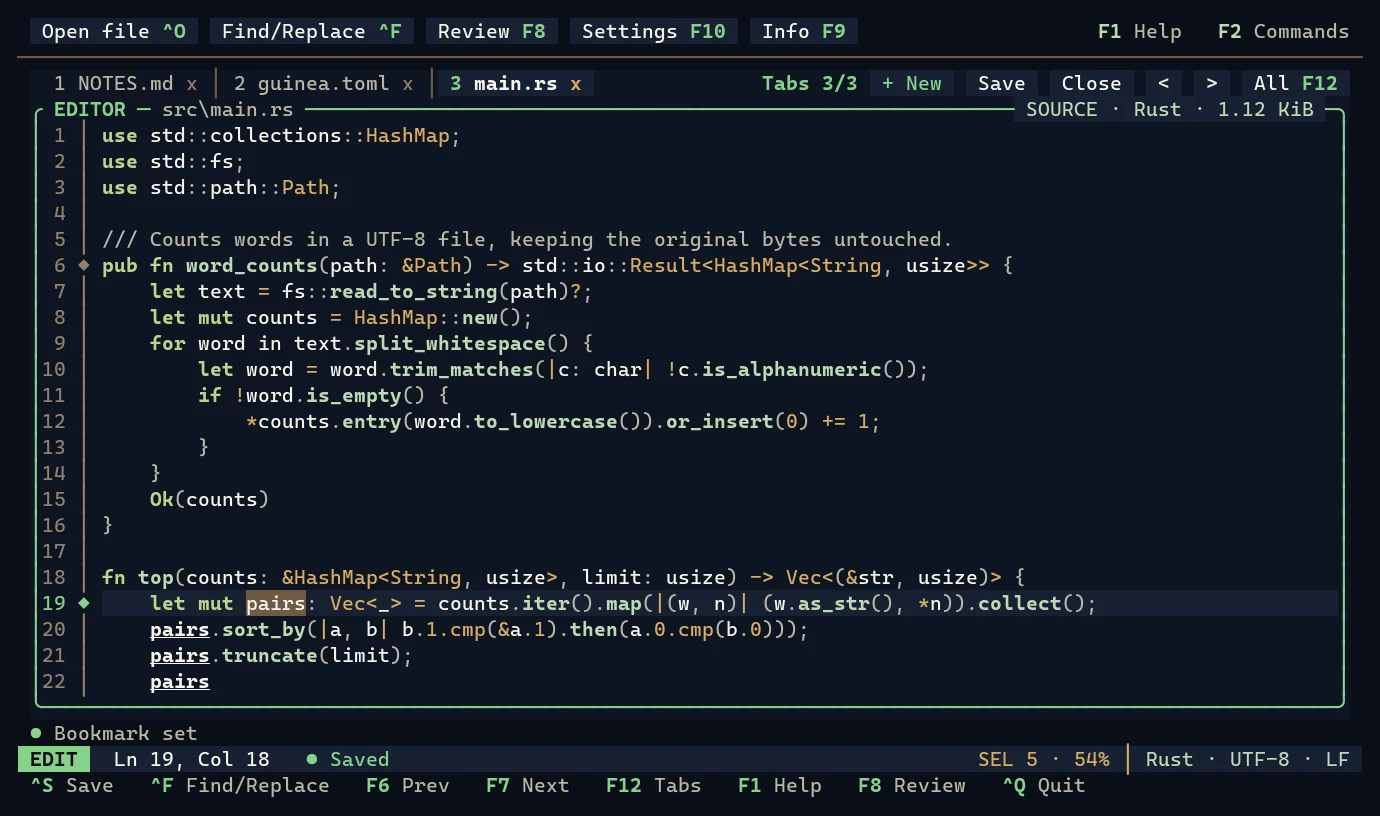 Open file ^O  Find/Replace ^F  Review F8  Settings F10  Info F9  F1 Help  F2 Commands
1 NOTES.md x │ 2 guinea.toml x │ 3 main.rs x  Tabs 3/3  + New  Save  Close  <  >  All F12
EDITOR — src\main.rs  SOURCE · Rust · 1.12 KiB
1 use std::collections::HashMap;
2 use std::fs;
3 use std::path::Path;
4
5 /// Counts words in a UTF-8 file, keeping the original bytes untouched.
6 ◆ pub fn word_counts(path: &Path) -> std::io::Result<HashMap<String, usize>> {
7     let text = fs::read_to_string(path)?;
8     let mut counts = HashMap::new();
9     for word in text.split_whitespace() {
10         let word = word.trim_matches(|c: char| !c.is_alphanumeric());
11         if !word.is_empty() {
12             *counts.entry(word.to_lowercase()).or_insert(0) += 1;
13         }
14     }
15     Ok(counts)
16 }
17
18 fn top(counts: &HashMap<String, usize>, limit: usize) -> Vec<(&str, usize)> {
19 ◆     let mut pairs: Vec<_> = counts.iter().map(|(w, n)| (w.as_str(), *n)).collect();
20     pairs.sort_by(|a, b| b.1.cmp(&a.1).then(a.0.cmp(b.0)));
21     pairs.truncate(limit);
22     pairs
● Bookmark set
EDIT  Ln 19, Col 18  ● Saved  SEL 5 · 54% │ Rust · UTF-8 · LF
^S Save  ^F Find/Replace  F6 Prev  F7 Next  F12 Tabs  F1 Help  F8 Review  ^Q Quit